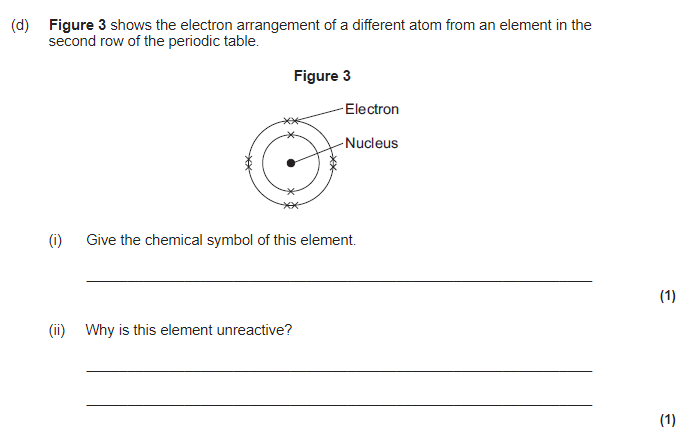 (d) Figure 3 shows the electron arrangement of a different atom from an element in the
second row of the periodic table.
Figure 3
Electron
Nucleus
(i) Give the chemical symbol of this element.
(1)
(ii) Why is this element unreactive?
(1)